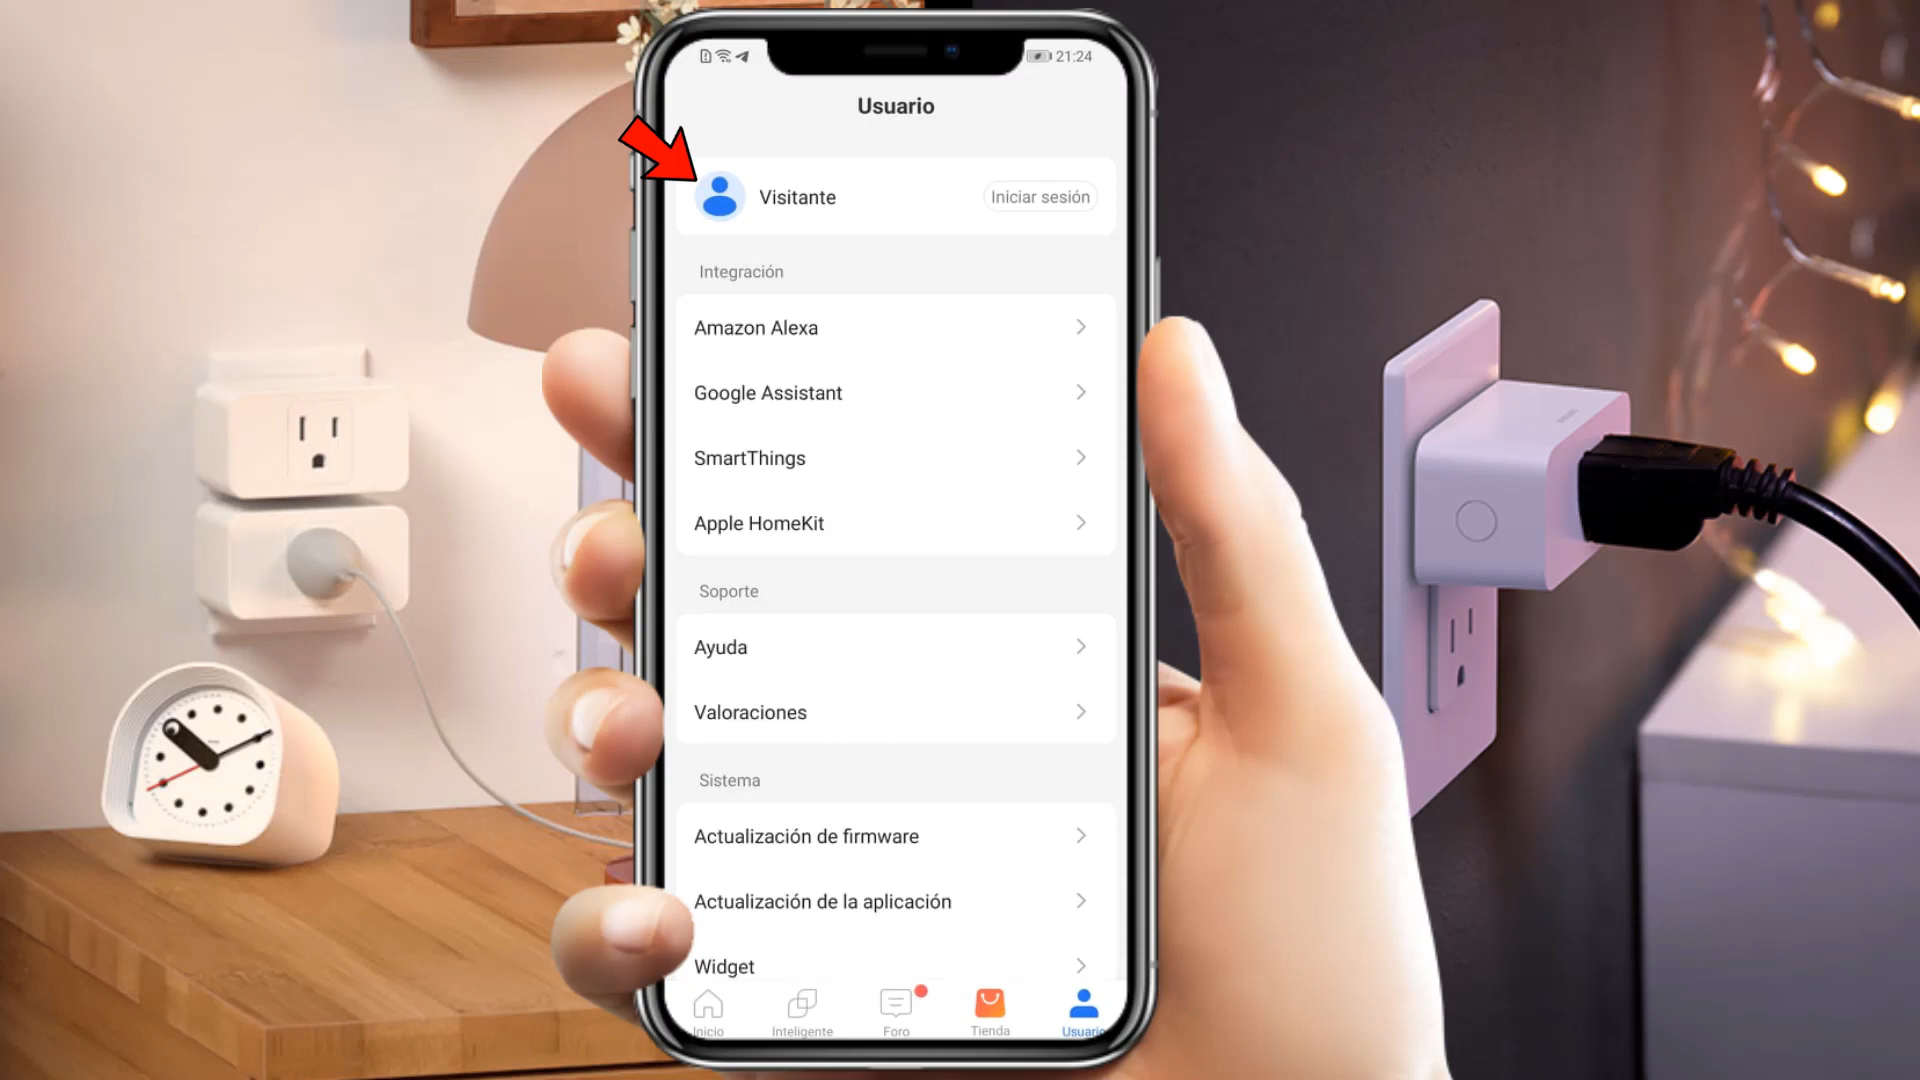 21:24
Usuario
Visitante
Iniciar sesión
Integración
Amazon Alexa
Google Assistant
SmartThings
Apple HomeKit
Soporte
Ayuda
Valoraciones
Sistema
Actualización de firmware
Actualización de la aplicación
Widget
Inicio
Inteligente
Foro
Tienda
Usuario